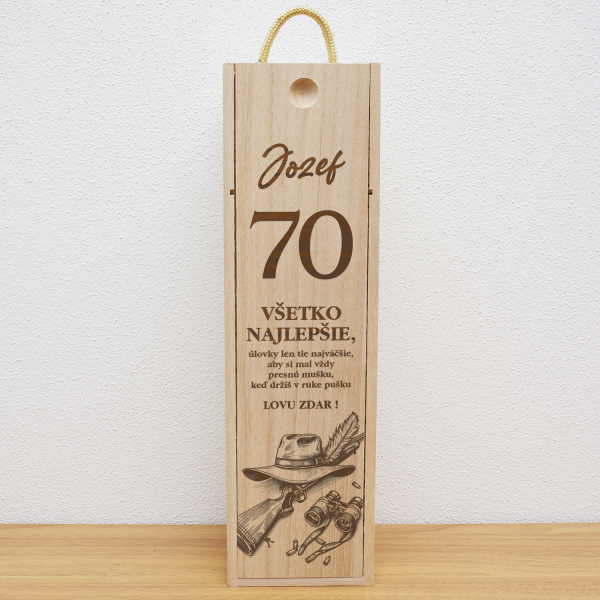 Jozef
70
VŠETKO
NAJLEPŠIE,
úlovky len tie najväčšie,
aby si mal vždy
presnú mušku,
keď držíš v ruke pušku
LOVU ZDAR !